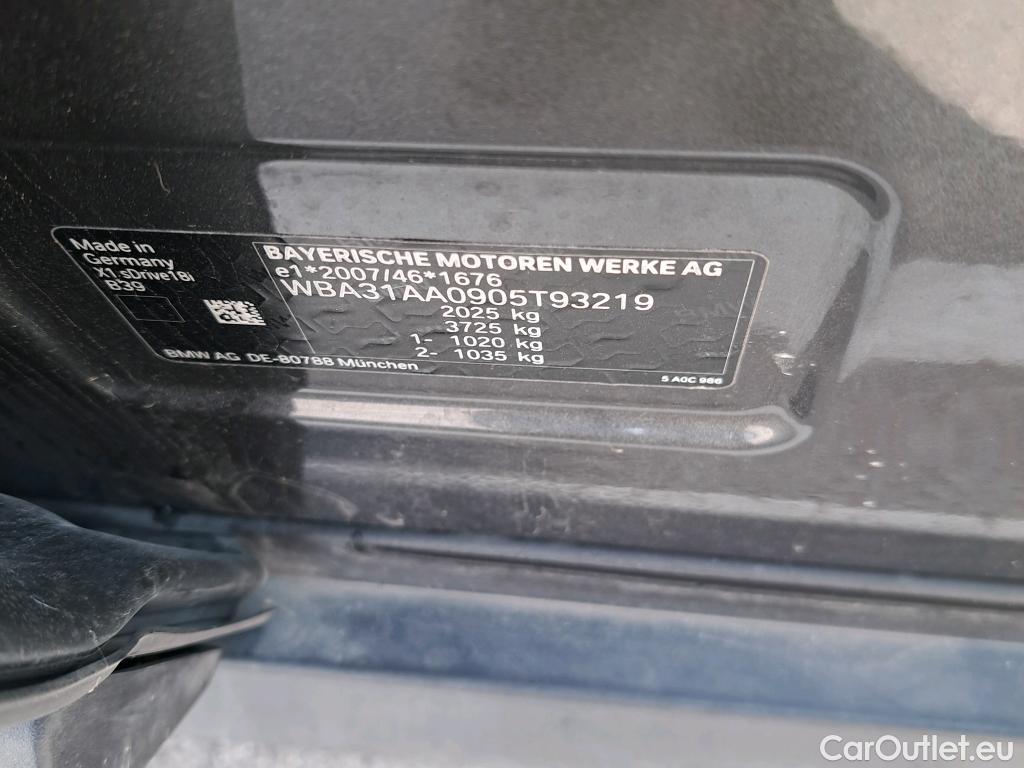 Made in
Germany
X1 sDrive18i
B39
BAYERISCHE MOTOREN WERKE AG
e1*2007/46*1676
WBA31AA0905T93219
2025 kg
3725 kg
1- 1020 kg
2- 1035 kg
BMW AG DE-80788 München
5 A0C 986
CarOutlet.eu